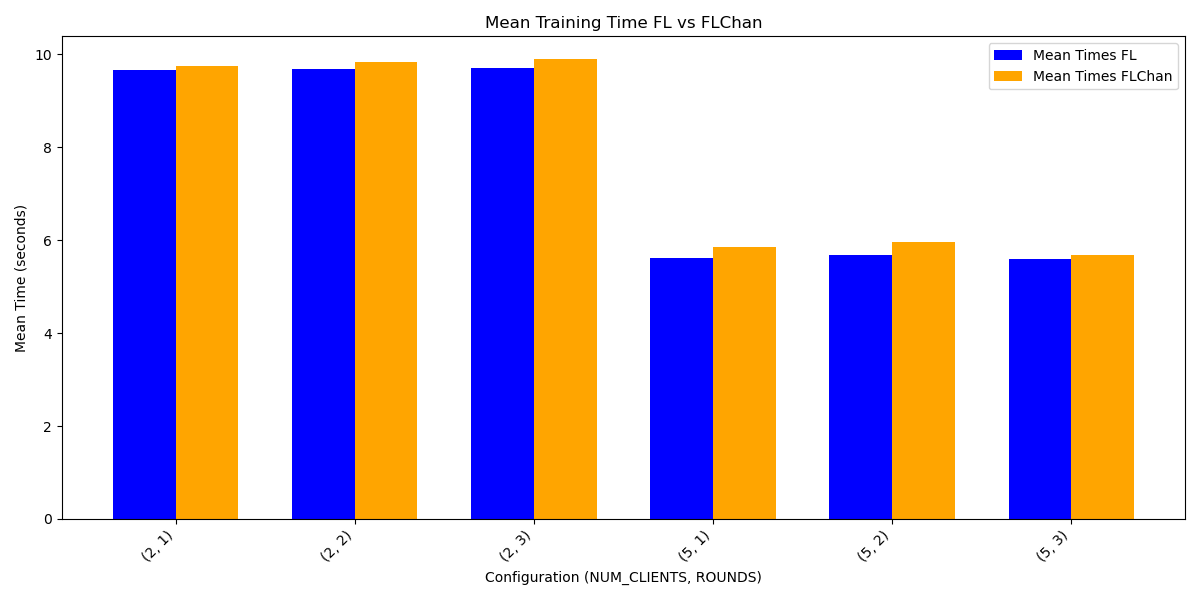 Mean Training Time FL vs FLChan
Mean Times FL
Mean Times FLChan
Mean Time (seconds)
10
8
6
4
2
0
(2, 1)
(2, 2)
(2, 3)
(5, 1)
(5, 2)
(5, 3)
Configuration (NUM_CLIENTS, ROUNDS)